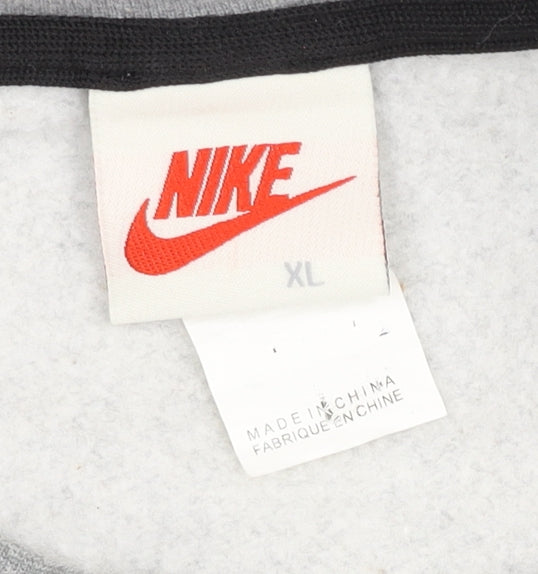 NIKE
XL
MADE IN CHINA
FABRIQUE EN CHINE